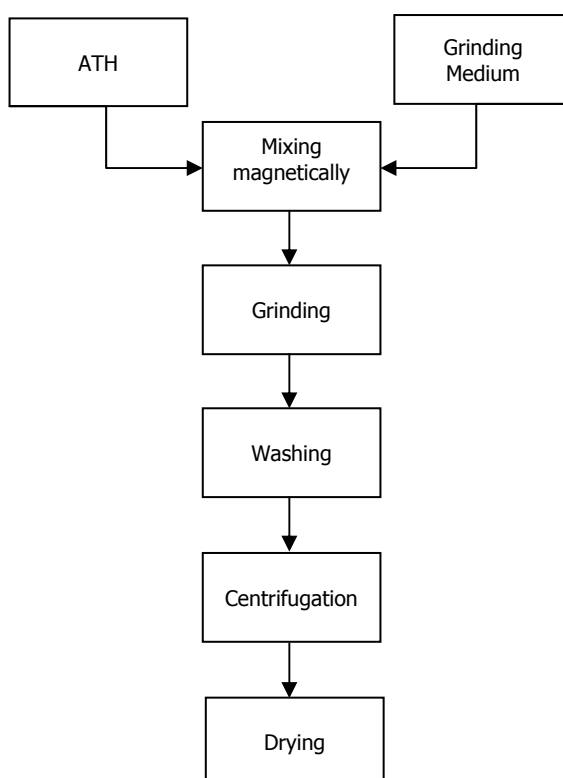 ATH
Grinding
Medium
Mixing
magnetically
Grinding
Washing
Centrifugation
Drying